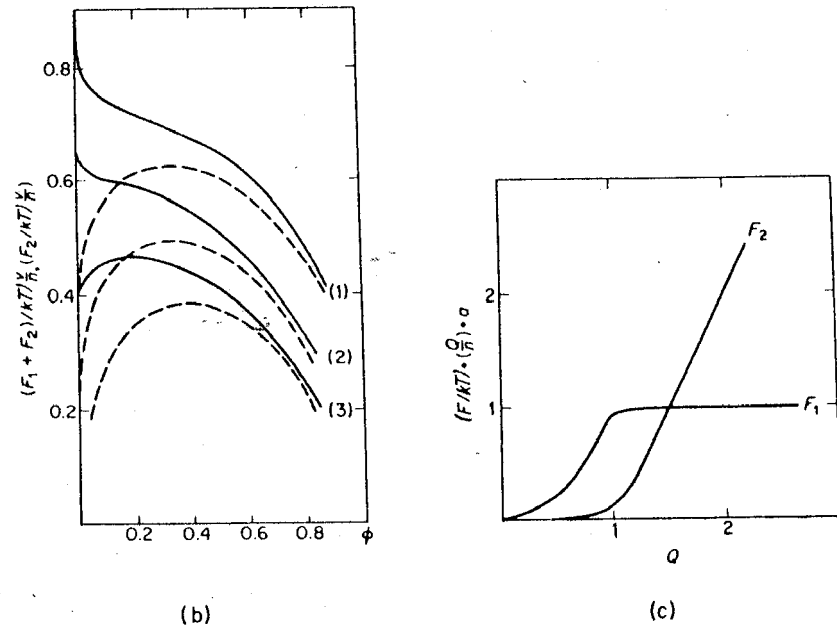 0.8
0.6
0.4
0.2
(F₁ + F₂)/kT) V/n, (F₂/kT) V/n
(1)
(2)
(3)
0.2 0.4 0.6 0.8 ϕ
(b)
2
1
(F/kT) • (Q/n) • a
F₂
F₁
1 2
Q
(c)